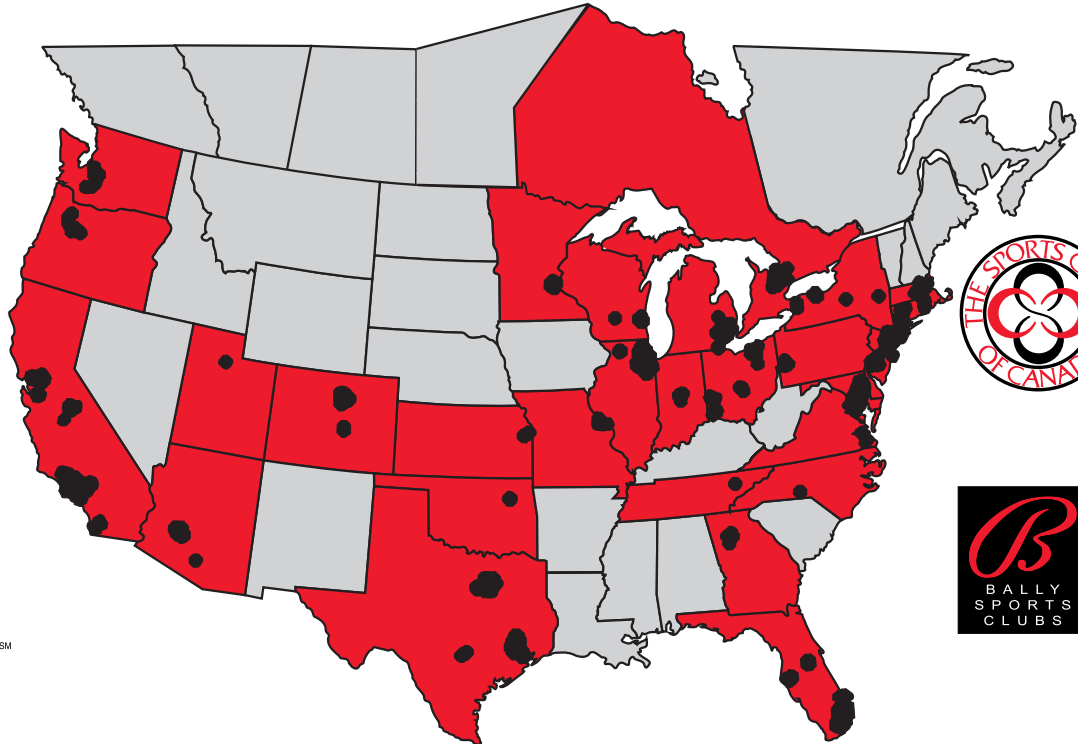 THE SPORTS C
OF CANA
BALLY
SPORTS
CLUBS
SM